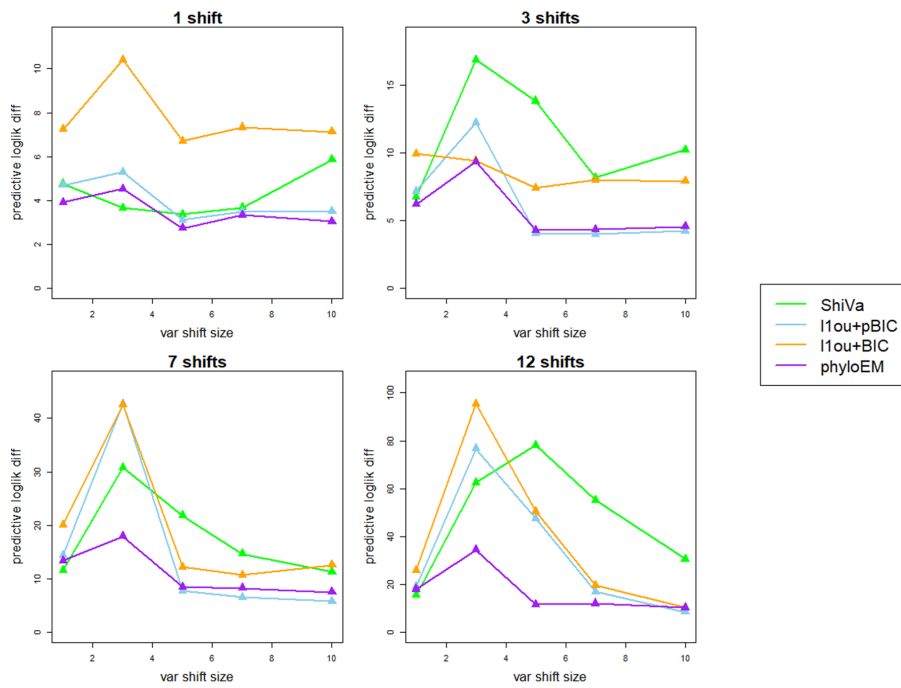 1 shift
predictive loglik diff
0
2
4
6
8
10
2
4
6
8
10
var shift size
3 shifts
predictive loglik diff
0
5
10
15
2
4
6
8
10
var shift size
ShiVa
l1ou+pBIC
l1ou+BIC
phyloEM
7 shifts
predictive loglik diff
0
10
20
30
40
2
4
6
8
10
var shift size
12 shifts
predictive loglik diff
0
20
40
60
80
100
2
4
6
8
10
var shift size